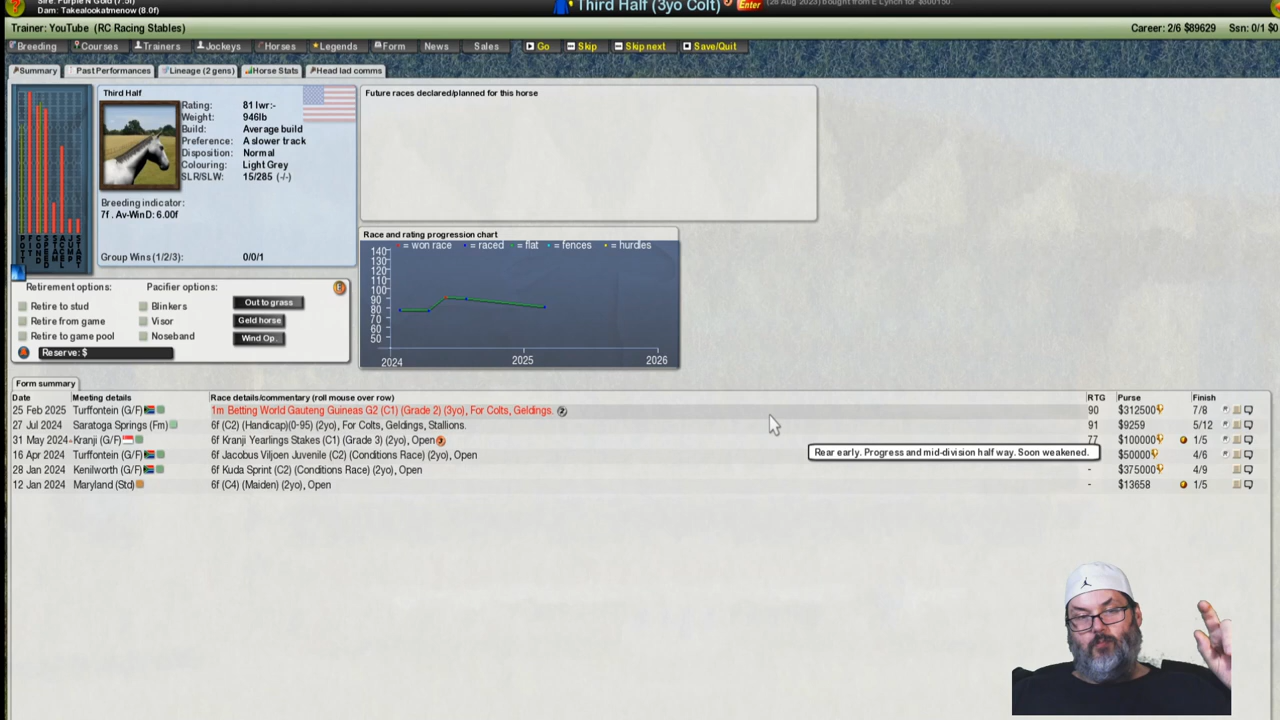 Sire: Purple N Gold (7.5f)
Dam: Takealookatmenow (8.0f)
Third Half (3yo Colt)
Enter
(28 Aug 2023) Bought from E Lynch for $300150.
Trainer: YouTube (RC Racing Stables)
Career: 2/6 $89629 Ssn: 0/1 $0
Breeding Courses Trainers Jockeys Horses Legends Form News Sales Go Skip Skip next Save/Quit
Summary Past Performances Lineage (2 gens) Horse Stats Head lad comms
Third Half
Rating: 81 lwr:-
Weight: 946lb
Build: Average build
Preference: A slower track
Disposition: Normal
Colouring: Light Grey
SLR/SLW: 15/285 (-/-)
Breeding indicator:
7f . Av-WinD: 6.00f
Group Wins (1/2/3): 0/0/1
Future races declared/planned for this horse
Race and rating progression chart
= won race = raced = flat = fences = hurdles
140
130
120
110
100
90
80
70
60
50
2024 2025 2026
Retirement options: Pacifier options:
Retire to stud Blinkers Out to grass
Retire from game Visor Geld horse
Retire to game pool Noseband Wind Op.
Reserve: $
Form summary
Date Meeting details Race details/commentary (roll mouse over row) RTG Purse Finish
25 Feb 2025 Turffontein (G/F) 1m Betting World Gauteng Guineas G2 (C1) (Grade 2) (3yo), For Colts, Geldings. 90 $312500 7/8
27 Jul 2024 Saratoga Springs (Fm) 6f (C2) (Handicap)(0-95) (2yo), For Colts, Geldings, Stallions. 91 $9259 5/12
31 May 2024 Kranji (G/F) 6f Kranji Yearlings Stakes (C1) (Grade 3) (2yo), Open 77 $100000 1/5
Rear early. Progress and mid-division half way. Soon weakened.
16 Apr 2024 Turffontein (G/F) 6f Jacobus Viljoen Juvenile (C2) (Conditions Race) (2yo), Open $50000 4/6
28 Jan 2024 Kenilworth (G/F) 6f Kuda Sprint (C2) (Conditions Race) (2yo), Open - $375000 4/9
12 Jan 2024 Maryland (Std) 6f (C4) (Maiden) (2yo), Open - $13658 1/5